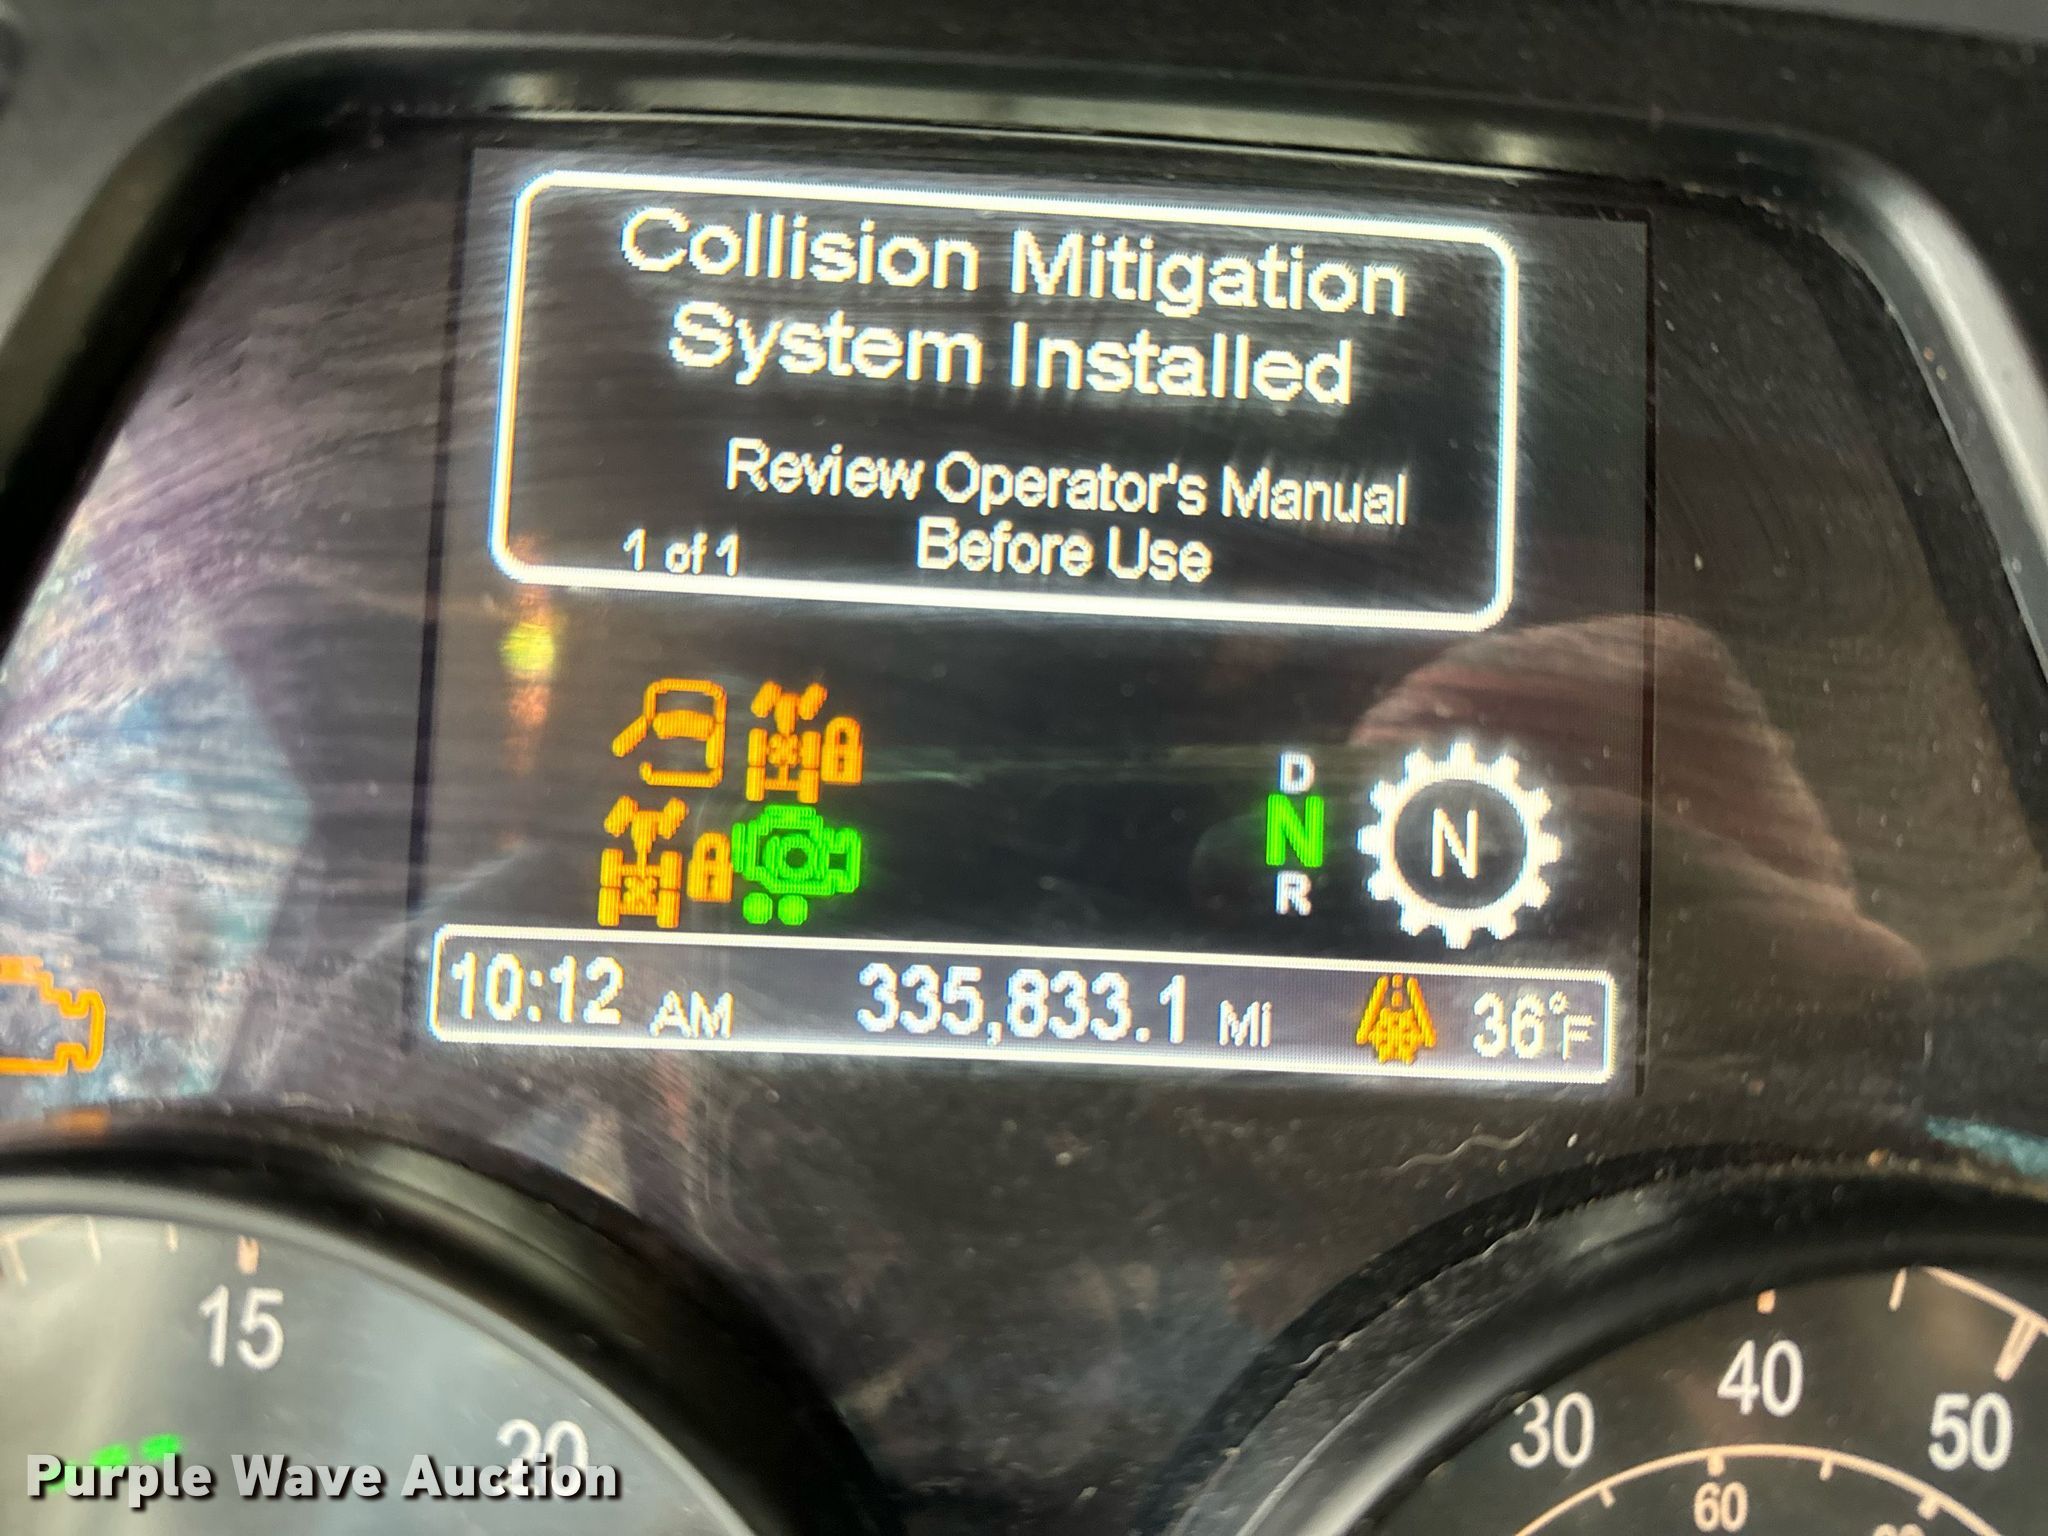 Collision Mitigation
System Installed
Review Operator's Manual
1 of 1 Before Use
D
N
R
N
10:12 AM 335,833.1 Mi 36°F
15
20
30
40
50
60
Purple Wave Auction